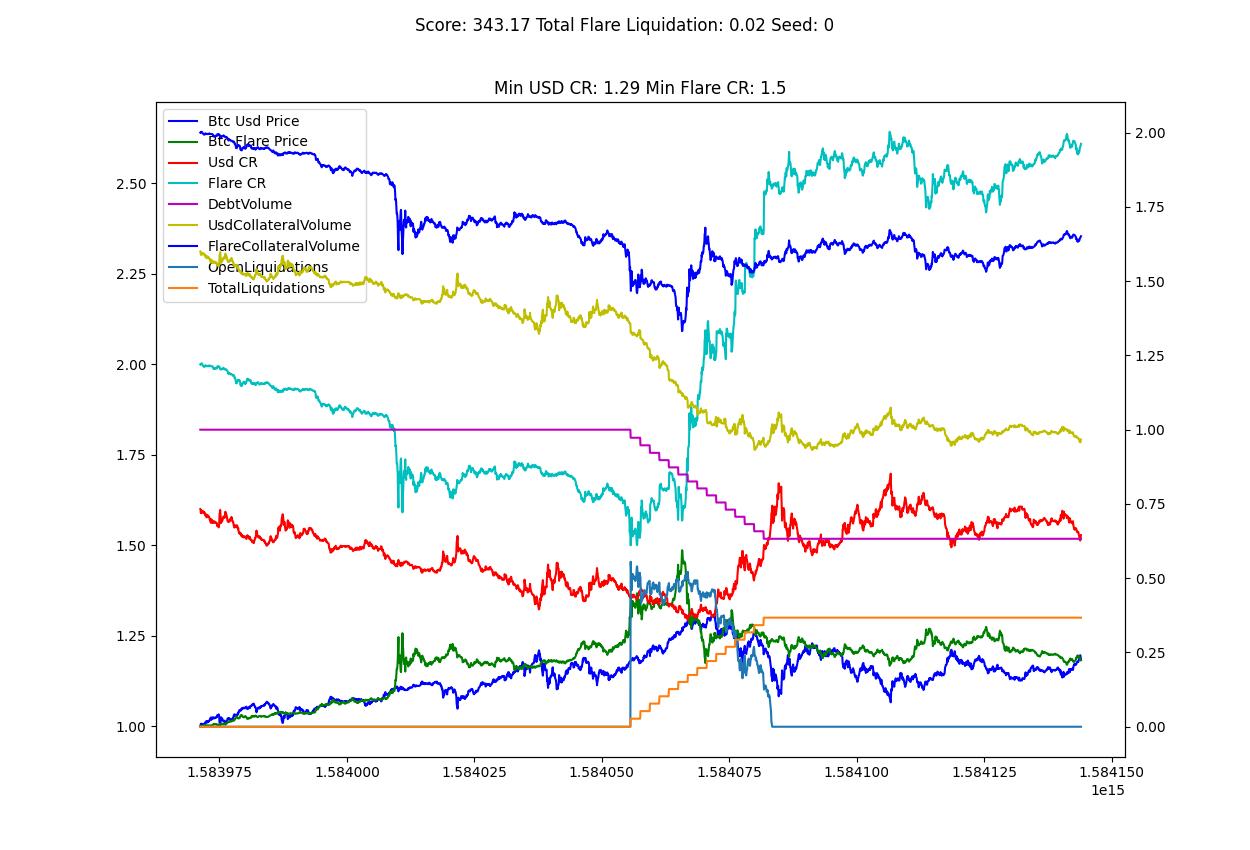 Score: 343.17 Total Flare Liquidation: 0.02 Seed: 0
Min USD CR: 1.29 Min Flare CR: 1.5
Btc Usd Price
Btc Flare Price
Usd CR
Flare CR
DebtVolume
UsdCollateralVolume
FlareCollateralVolume
OpenLiquidations
TotalLiquidations
2.50
2.25
2.00
1.75
1.50
1.25
1.00
2.00
1.75
1.50
1.25
1.00
0.75
0.50
0.25
0.00
1.583975 1.584000 1.584025 1.584050 1.584075 1.584100 1.584125 1.584150
1e15